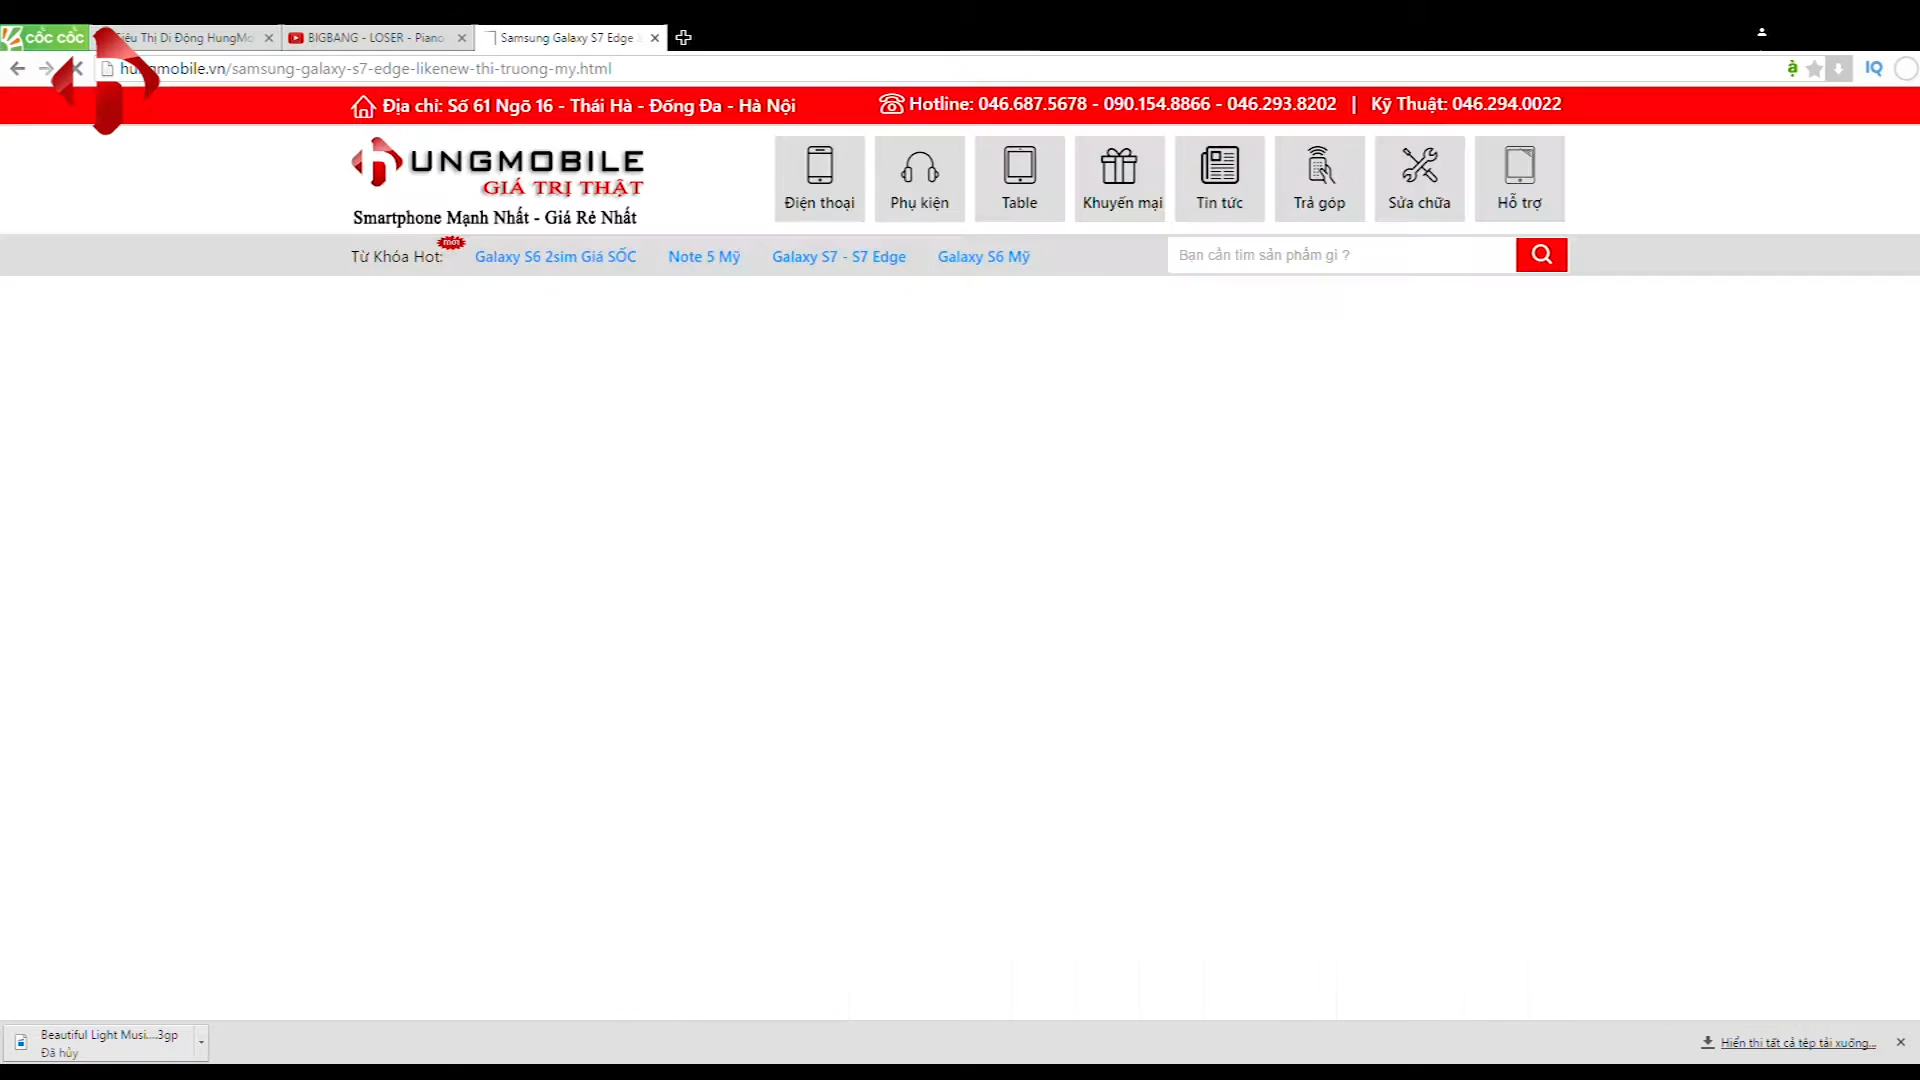 cốc cốc
Siêu Thị Di Động HungMo
BIGBANG - LOSER - Piano
Samsung Galaxy S7 Edge
hungmobile.vn/samsung-galaxy-s7-edge-likenew-thi-truong-my.html
IQ
Địa chỉ: Số 61 Ngõ 16 - Thái Hà - Đống Đa - Hà Nội
Hotline: 046.687.5678 - 090.154.8866 - 046.293.8202 | Kỹ Thuật: 046.294.0022
HUNGMOBILE
GIÁ TRỊ THẬT
Smartphone Mạnh Nhất - Giá Rẻ Nhất
Điện thoại
Phụ kiện
Table
Khuyến mại
Tin tức
Trả góp
Sửa chữa
Hỗ trợ
Từ Khóa Hot:
mới
Galaxy S6 2sim Giá SỐC
Note 5 Mỹ
Galaxy S7 - S7 Edge
Galaxy S6 Mỹ
Bạn cần tìm sản phẩm gì ?
Beautiful Light Musi....3gp
Đã hủy
Hiển thị tất cả tệp tải xuống...